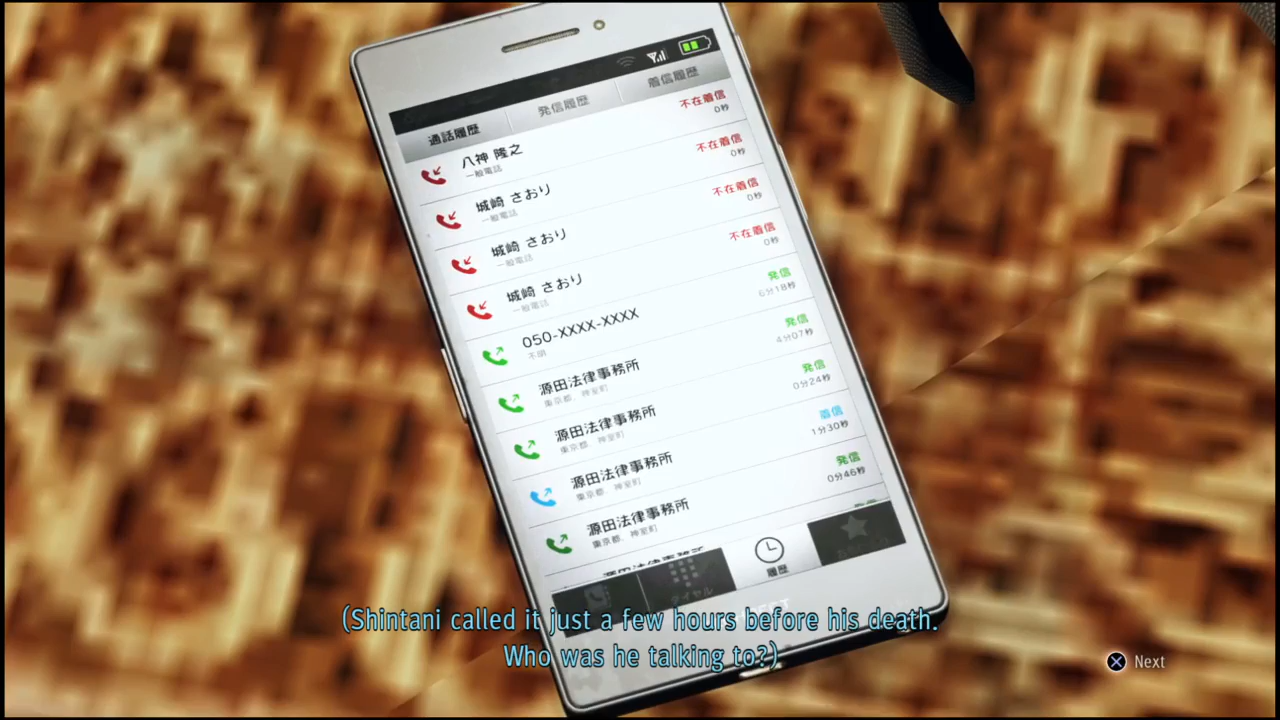 通話履歴
発信履歴
着信履歴
八神 隆之
一般電話
不在着信
0秒
城崎 さおり
一般電話
不在着信
0秒
城崎 さおり
一般電話
不在着信
0秒
城崎 さおり
一般電話
不在着信
0秒
050-XXXX-XXXX
不明
発信
6分18秒
源田法律事務所
東京都, 神室町
発信
4分07秒
源田法律事務所
東京都, 神室町
発信
0分24秒
源田法律事務所
東京都, 神室町
着信
1分30秒
源田法律事務所
東京都, 神室町
発信
0分46秒
源田法律事務所
ダイヤル
履歴
(Shintani called it just a few hours before his death.
Who was he talking to?)
Next